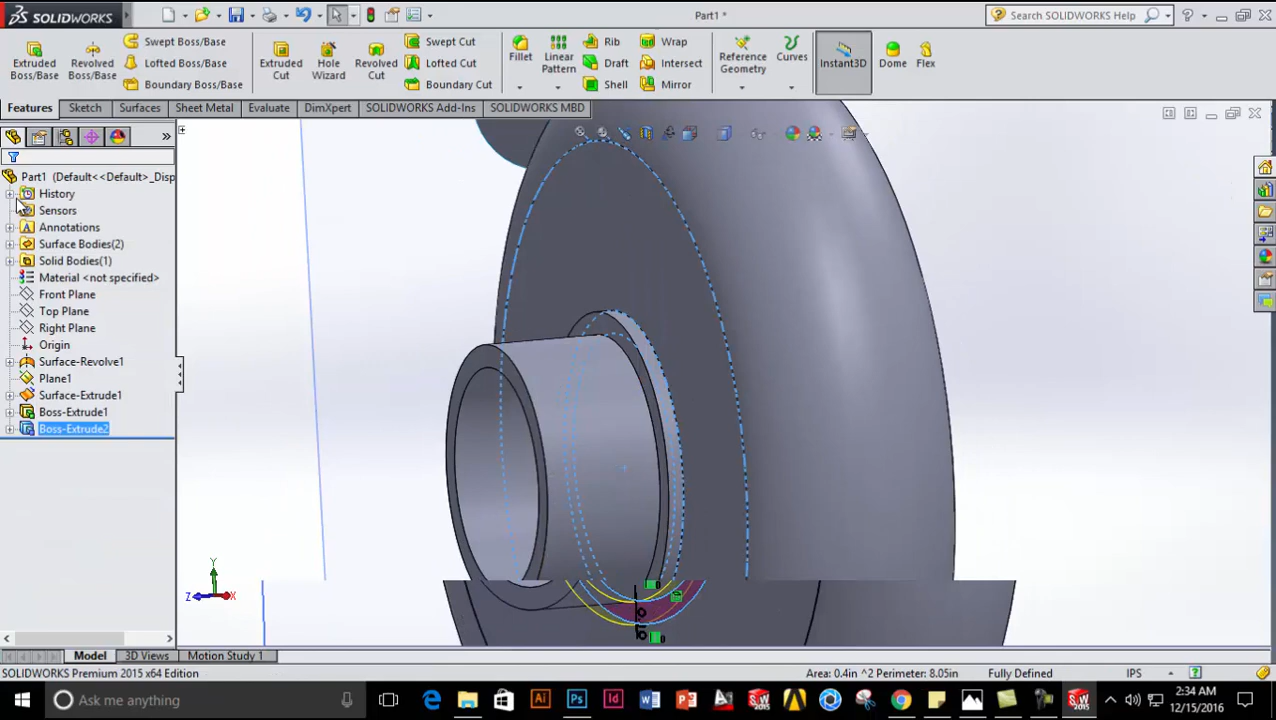 SOLIDWORKS
Part1 *
Search SOLIDWORKS Help
Extruded Boss/Base
Revolved Boss/Base
Swept Boss/Base
Lofted Boss/Base
Boundary Boss/Base
Extruded Cut
Hole Wizard
Revolved Cut
Swept Cut
Lofted Cut
Boundary Cut
Fillet
Linear Pattern
Rib
Draft
Shell
Wrap
Intersect
Mirror
Reference Geometry
Curves
Instant3D
Dome
Flex
Features
Sketch
Surfaces
Sheet Metal
Evaluate
DimXpert
SOLIDWORKS Add-Ins
SOLIDWORKS MBD
Part1 (Default<<Default>_Disp
History
Sensors
Annotations
Surface Bodies(2)
Solid Bodies(1)
Material <not specified>
Front Plane
Top Plane
Right Plane
Origin
Surface-Revolve1
Plane1
Surface-Extrude1
Boss-Extrude1
Boss-Extrude2
Y
Z
X
Model
3D Views
Motion Study 1
SOLIDWORKS Premium 2015 x64 Edition
Area: 0.4in ^2 Perimeter: 8.05in
Fully Defined
IPS
Ask me anything
2:34 AM
12/15/2016